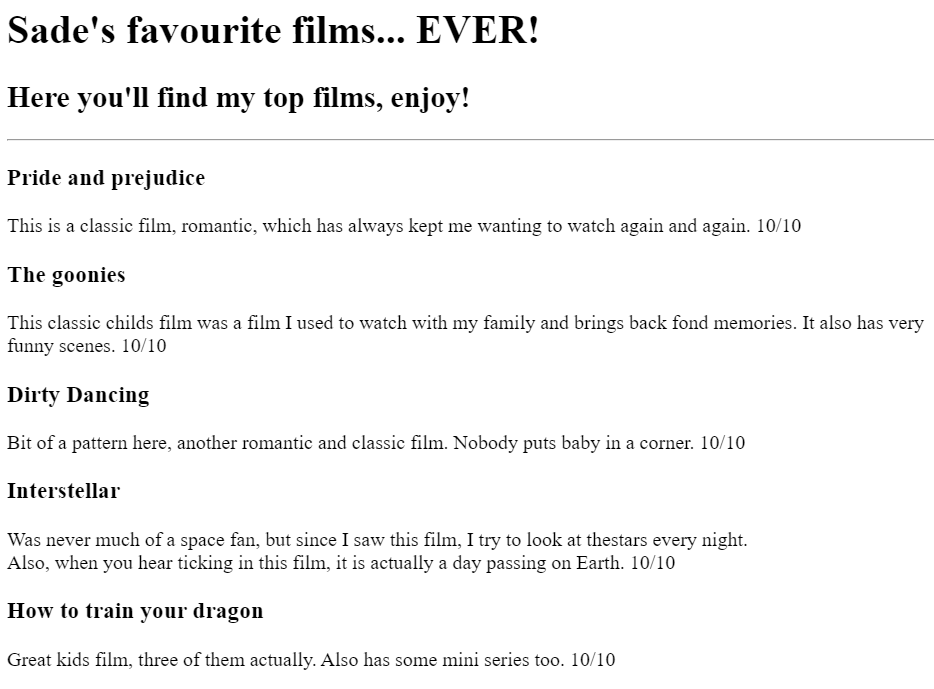 Sade's favourite films... EVER!
Here you'll find my top films, enjoy!
Pride and prejudice
This is a classic film, romantic, which has always kept me wanting to watch again and again. 10/10
The goonies
This classic childs film was a film I used to watch with my family and brings back fond memories. It also has very
funny scenes. 10/10
Dirty Dancing
Bit of a pattern here, another romantic and classic film. Nobody puts baby in a corner. 10/10
Interstellar
Was never much of a space fan, but since I saw this film, I try to look at thestars every night.
Also, when you hear ticking in this film, it is actually a day passing on Earth. 10/10
How to train your dragon
Great kids film, three of them actually. Also has some mini series too. 10/10